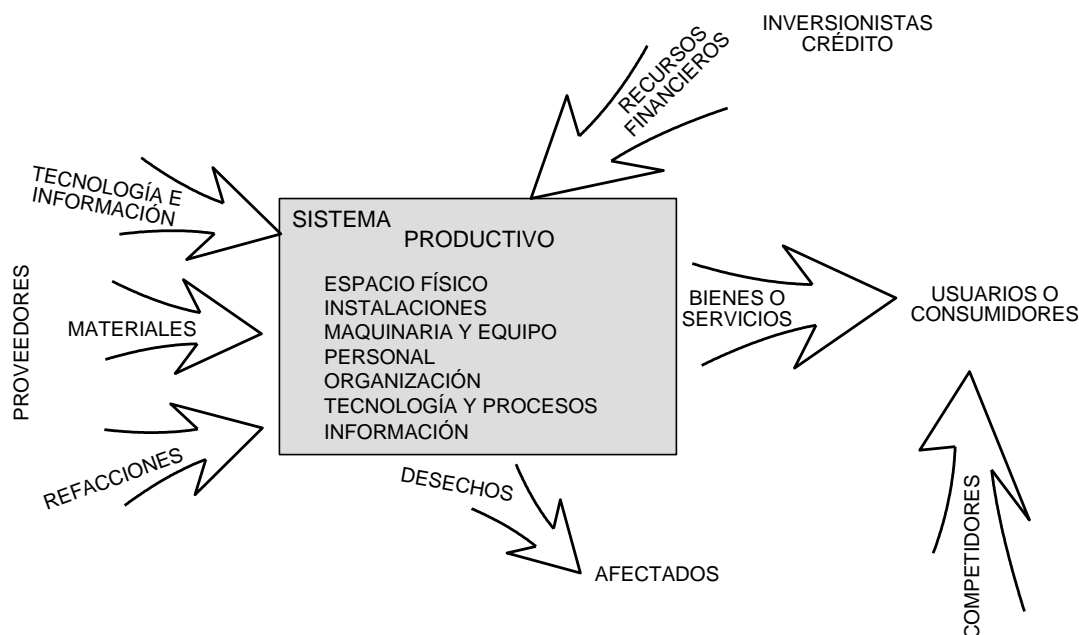 INVERSIONISTAS
CRÉDITO
RECURSOS
FINANCIEROS
TECNOLOGÍA E
INFORMACIÓN
PROVEEDORES
MATERIALES
REFACCIONES
SISTEMA
PRODUCTIVO
ESPACIO FÍSICO
INSTALACIONES
MAQUINARIA Y EQUIPO
PERSONAL
ORGANIZACIÓN
TECNOLOGÍA Y PROCESOS
INFORMACIÓN
BIENES O
SERVICIOS
USUARIOS O
CONSUMIDORES
DESECHOS
AFECTADOS
COMPETIDORES